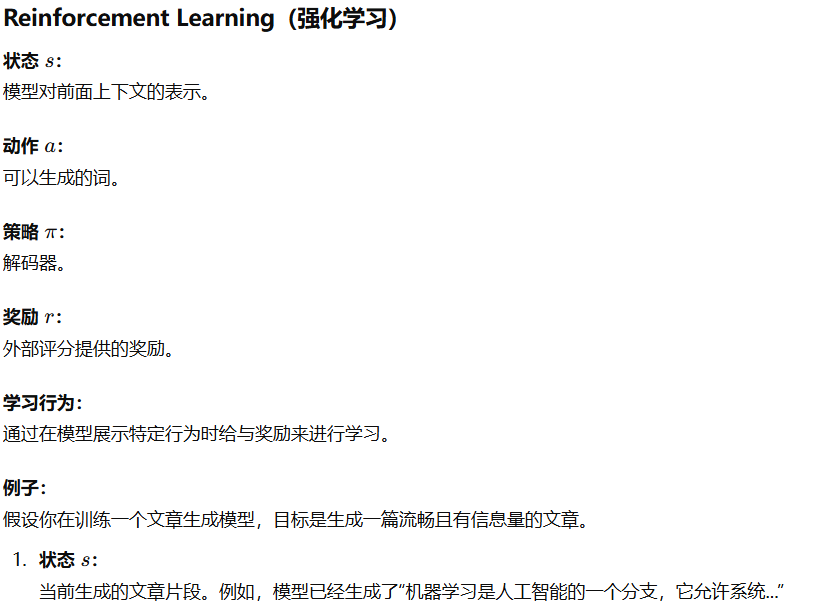 Reinforcement Learning（强化学习）
状态 s：
模型对前面上下文的表示。
动作 a：
可以生成的词。
策略 π：
解码器。
奖励 r：
外部评分提供的奖励。
学习行为：
通过在模型展示特定行为时给与奖励来进行学习。
例子：
假设你在训练一个文章生成模型，目标是生成一篇流畅且有信息量的文章。
1. 状态 s：
当前生成的文章片段。例如，模型已经生成了“机器学习是人工智能的一个分支，它允许系统...”